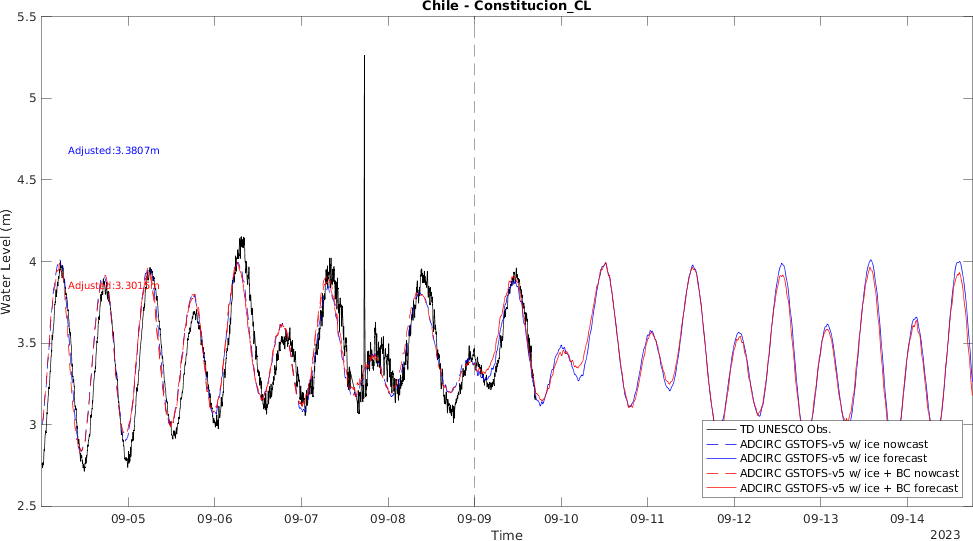 Chile - Constitucion_CL
5.5
5
4.5
4
3.5
3
2.5
Water Level (m)
Adjusted:3.3807m
Adjusted:3.3015m
TD UNESCO Obs.
ADCIRC GSTOFS-v5 w/ ice nowcast
ADCIRC GSTOFS-v5 w/ ice forecast
ADCIRC GSTOFS-v5 w/ ice + BC nowcast
ADCIRC GSTOFS-v5 w/ ice + BC forecast
09-05 09-06 09-07 09-08 09-09 09-10 09-11 09-12 09-13 09-14
Time
2023